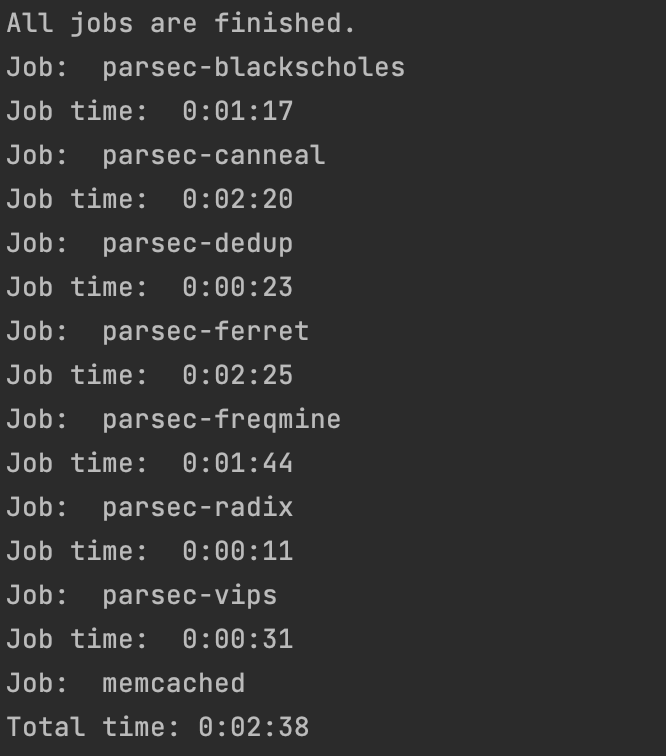 All jobs are finished.
Job:  parsec-blackscholes
Job time:  0:01:17
Job:  parsec-canneal
Job time:  0:02:20
Job:  parsec-dedup
Job time:  0:00:23
Job:  parsec-ferret
Job time:  0:02:25
Job:  parsec-freqmine
Job time:  0:01:44
Job:  parsec-radix
Job time:  0:00:11
Job:  parsec-vips
Job time:  0:00:31
Job:  memcached
Total time: 0:02:38